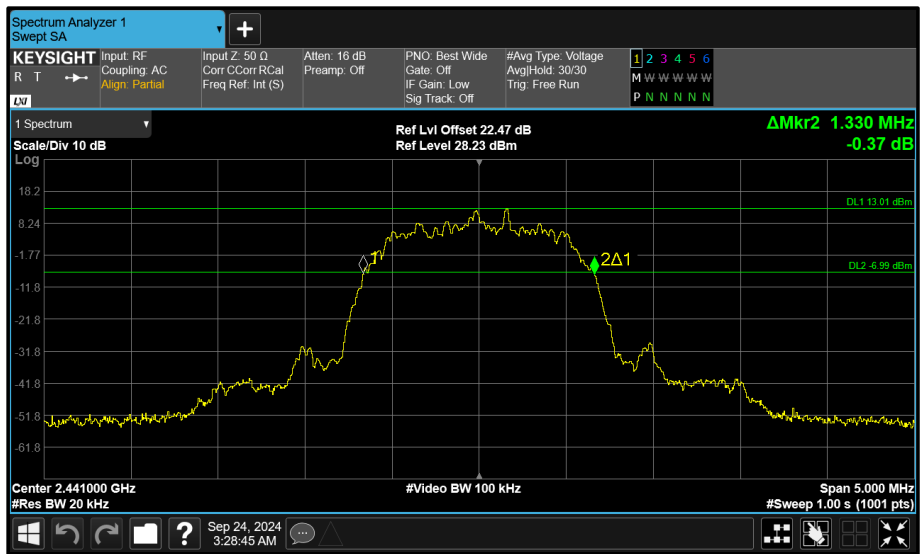 Spectrum Analyzer 1
Swept SA
+
KEYSIGHT
R T
LXI
Input: RF
Coupling: AC
Align: Partial
Input Z: 50 Ω
Corr CCorr RCal
Freq Ref: Int (S)
Atten: 16 dB
Preamp: Off
PNO: Best Wide
Gate: Off
IF Gain: Low
Sig Track: Off
#Avg Type: Voltage
Avg|Hold: 30/30
Trig: Free Run
1 2 3 4 5 6
M W W W W W
P N N N N N
1 Spectrum
Scale/Div 10 dB
Log
Ref Lvl Offset 22.47 dB
Ref Level 28.23 dBm
ΔMkr2 1.330 MHz
-0.37 dB
18.2
8.24
-1.77
-11.8
-21.8
-31.8
-41.8
-51.8
-61.8
DL1 13.01 dBm
1
2Δ1
DL2 -6.99 dBm
Center 2.441000 GHz
#Res BW 20 kHz
#Video BW 100 kHz
Span 5.000 MHz
#Sweep 1.00 s (1001 pts)
?
Sep 24, 2024
3:28:45 AM